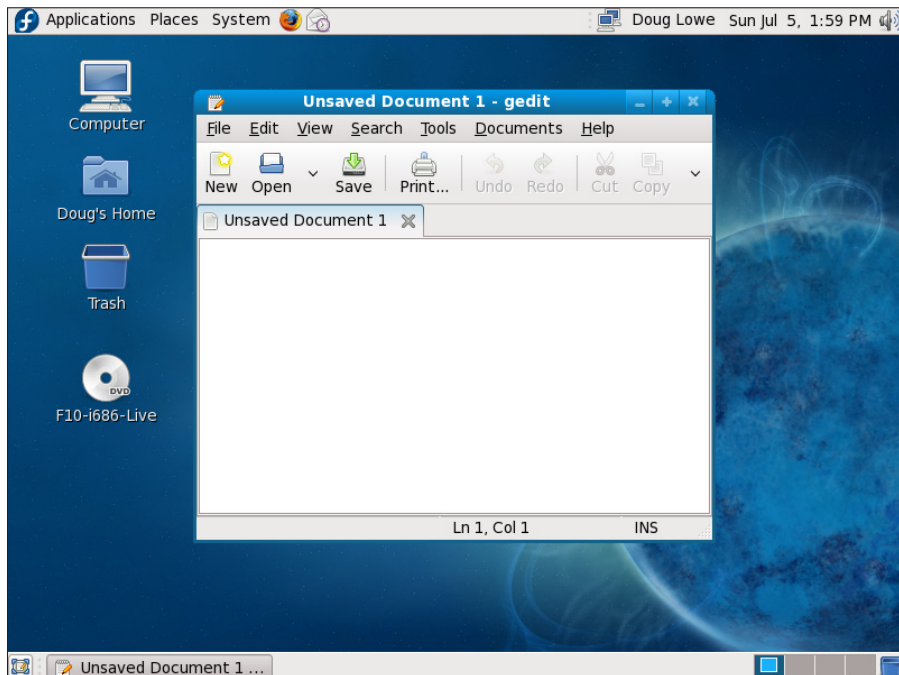 Applications Places System Doug Lowe Sun Jul 5, 1:59 PM
Computer
Doug's Home
Trash
DVD
F10-i686-Live
Unsaved Document 1 - gedit
File Edit View Search Tools Documents Help
New Open Save Print... Undo Redo Cut Copy
Unsaved Document 1
Ln 1, Col 1 INS
Unsaved Document 1 ...